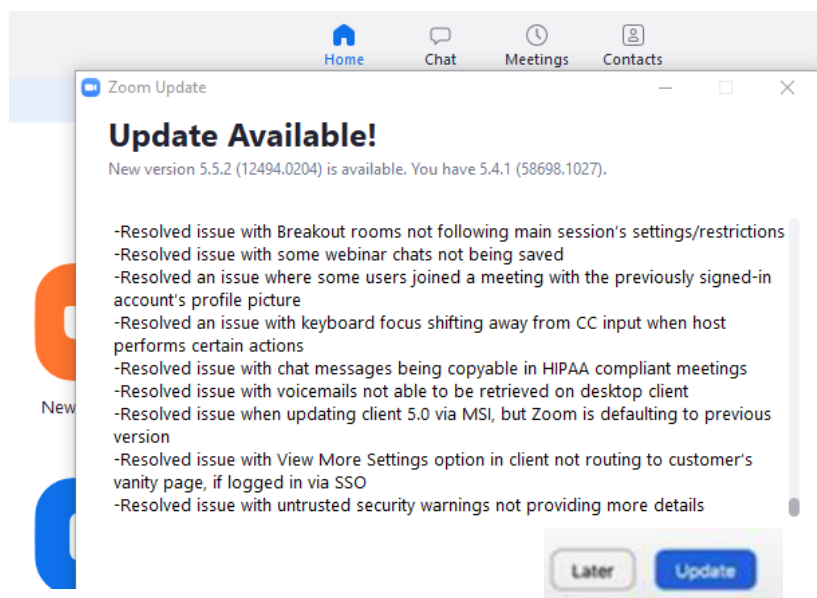 Home Chat Meetings Contacts
Zoom Update
Update Available!
New version 5.5.2 (12494.0204) is available. You have 5.4.1 (58698.1027).
-Resolved issue with Breakout rooms not following main session's settings/restrictions
-Resolved issue with some webinar chats not being saved
-Resolved an issue where some users joined a meeting with the previously signed-in
account's profile picture
-Resolved an issue with keyboard focus shifting away from CC input when host
performs certain actions
-Resolved issue with chat messages being copyable in HIPAA compliant meetings
-Resolved issue with voicemails not able to be retrieved on desktop client
New
-Resolved issue when updating client 5.0 via MSI, but Zoom is defaulting to previous
version
-Resolved issue with View More Settings option in client not routing to customer's
vanity page, if logged in via SSO
-Resolved issue with untrusted security warnings not providing more details
Later Update